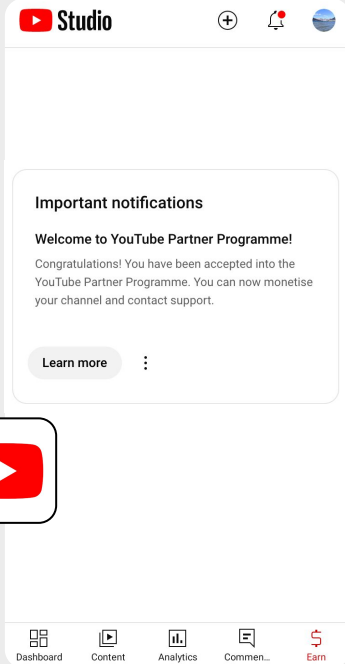 Studio
Important notifications
Welcome to YouTube Partner Programme!
Congratulations! You have been accepted into the
YouTube Partner Programme. You can now monetise
your channel and contact support.
Learn more
Dashboard
Content
Analytics
Commen...
Earn